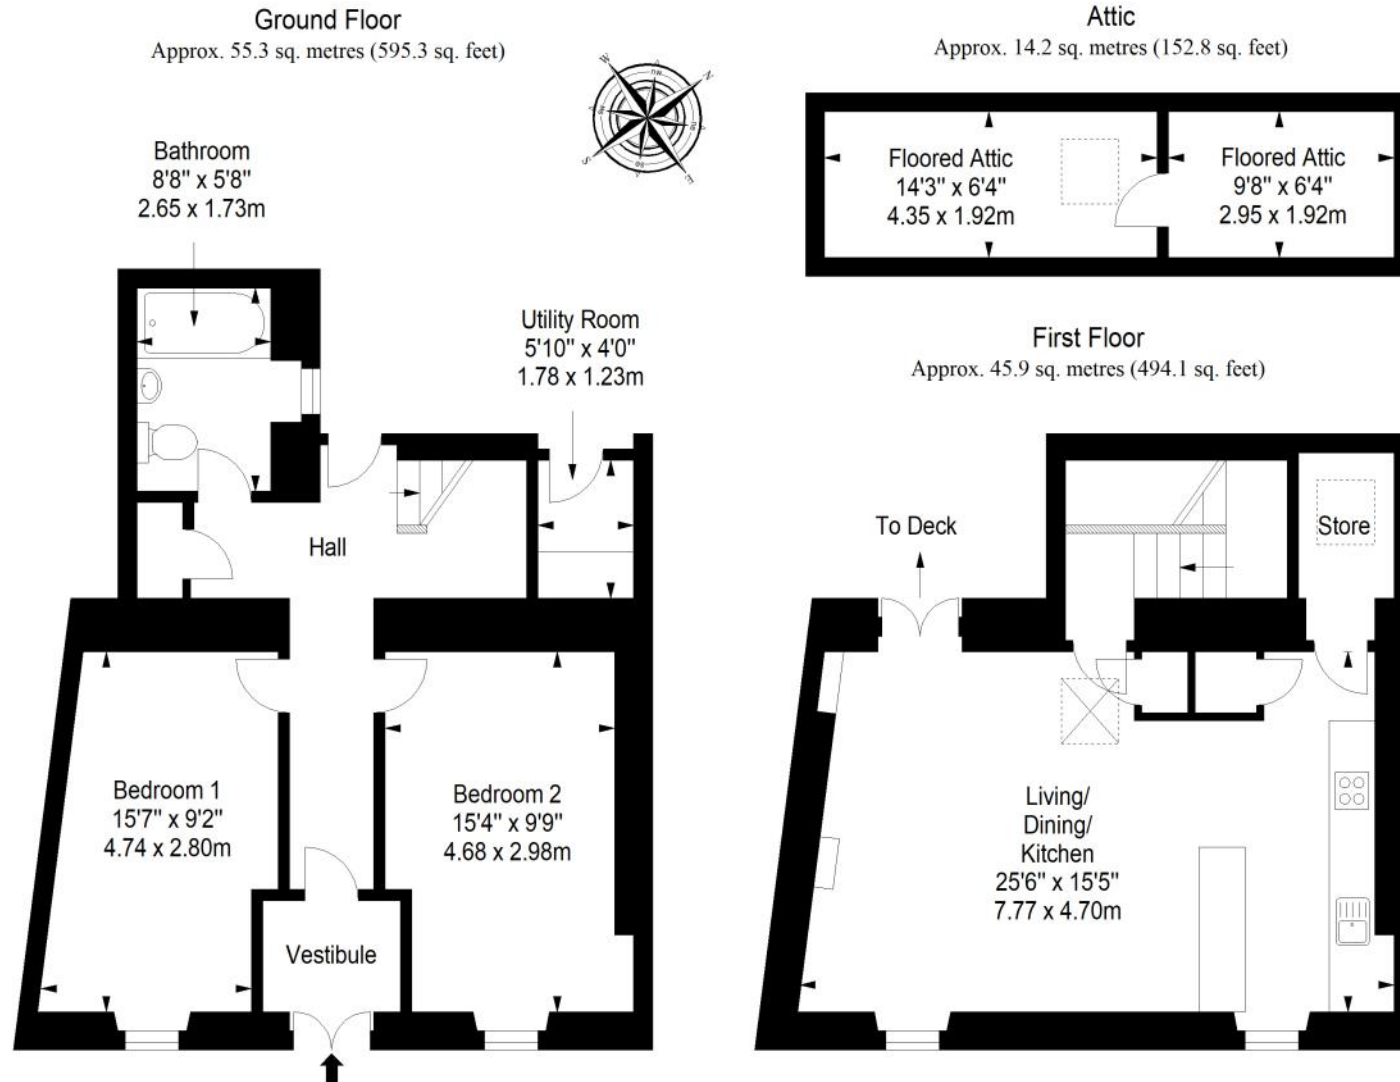 Ground Floor
Approx. 55.3 sq. metres (595.3 sq. feet)
Attic
Approx. 14.2 sq. metres (152.8 sq. feet)
W
NW
N
NE
E
SE
S
SW
Bathroom
8'8" x 5'8"
2.65 x 1.73m
Floored Attic
14'3" x 6'4"
4.35 x 1.92m
Floored Attic
9'8" x 6'4"
2.95 x 1.92m
Utility Room
5'10" x 4'0"
1.78 x 1.23m
First Floor
Approx. 45.9 sq. metres (494.1 sq. feet)
Hall
To Deck
Store
Bedroom 1
15'7" x 9'2"
4.74 x 2.80m
Bedroom 2
15'4" x 9'9"
4.68 x 2.98m
Living/
Dining/
Kitchen
25'6" x 15'5"
7.77 x 4.70m
Vestibule